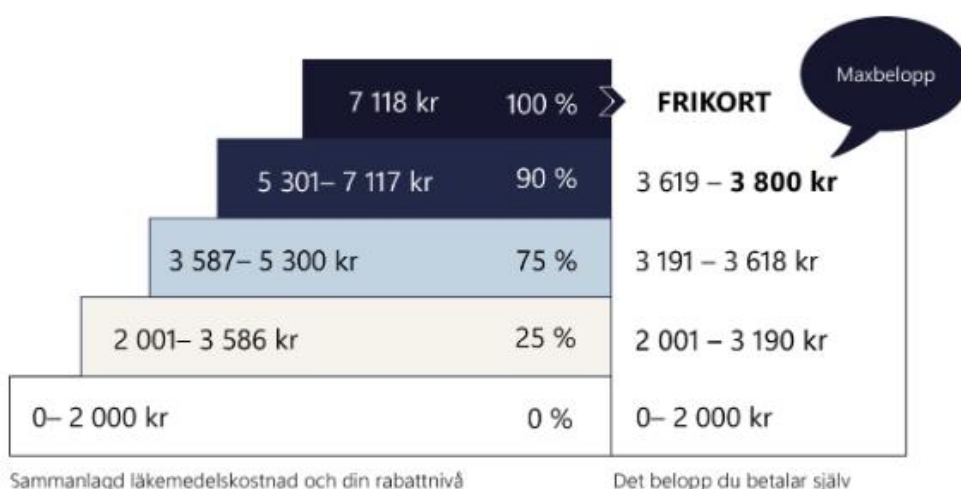 Maxbelopp
7 118 kr 100 % FRIKORT
5 301– 7 117 kr 90 % 3 619 – 3 800 kr
3 587– 5 300 kr 75 % 3 191 – 3 618 kr
2 001– 3 586 kr 25 % 2 001 – 3 190 kr
0– 2 000 kr 0 % 0– 2 000 kr
Sammanlagd läkemedelskostnad och din rabattnivå Det belopp du betalar själv